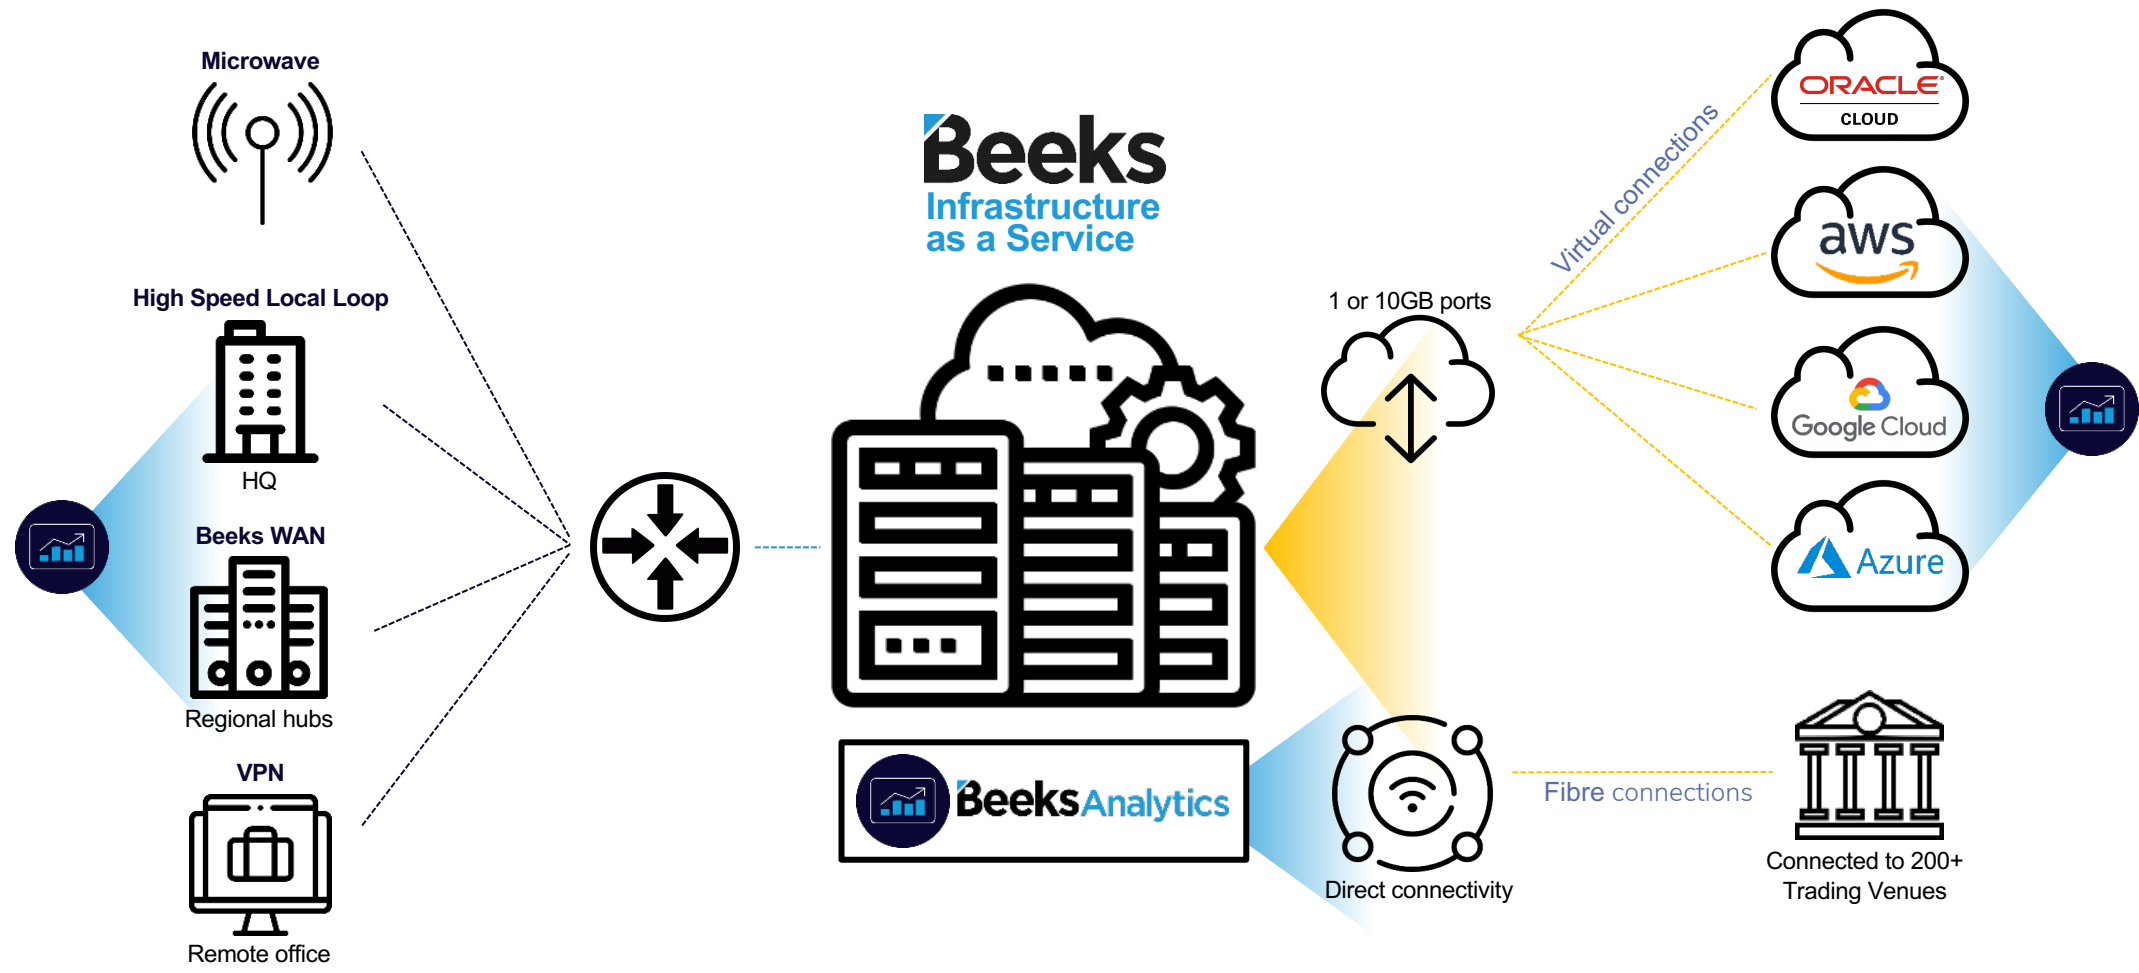 Microwave
High Speed Local Loop
HQ
Beeks WAN
Regional hubs
VPN
Remote office
Beeks
Infrastructure
as a Service
BeeksAnalytics
1 or 10GB ports
Direct connectivity
Virtual connections
Fibre connections
ORACLE
CLOUD
aws
Google Cloud
Azure
Connected to 200+
Trading Venues